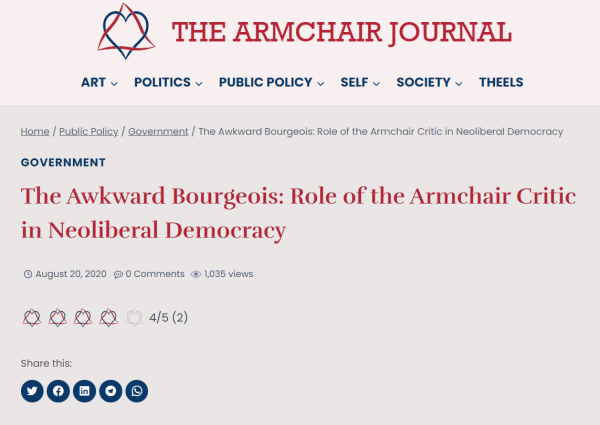 THE ARMCHAIR JOURNAL
ART POLITICS PUBLIC POLICY SELF SOCIETY THEELS
Home / Public Policy / Government / The Awkward Bourgeois: Role of the Armchair Critic in Neoliberal Democracy
GOVERNMENT
The Awkward Bourgeois: Role of the Armchair Critic
in Neoliberal Democracy
August 20, 2020 0 Comments 1,035 views
4/5 (2)
Share this: